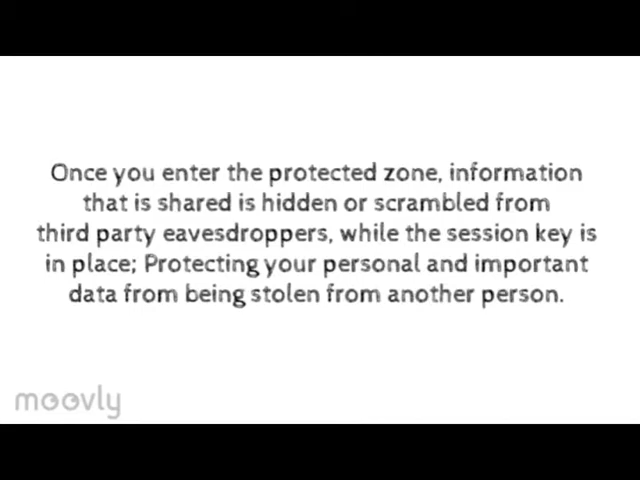 Once you enter the protected zone, information
that is shared is hidden or scrambled from
third party eavesdroppers, while the session key is
in place; Protecting your personal and important
data from being stolen from another person.
moovly